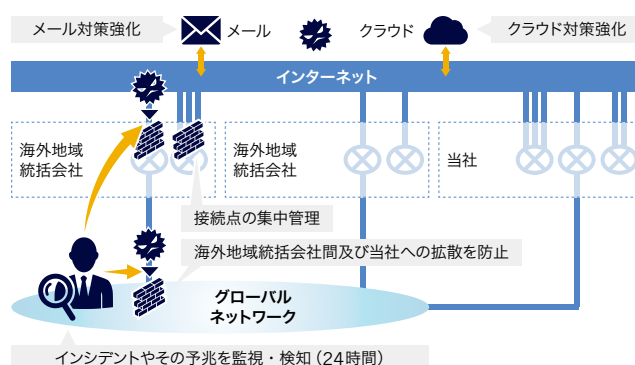 メール対策強化
メール
クラウド
クラウド対策強化
インターネット
海外地域
統括会社
海外地域
統括会社
当社
接続点の集中管理
海外地域統括会社間及び当社への拡散を防止
グローバル
ネットワーク
インシデントやその予兆を監視・検知(24時間)